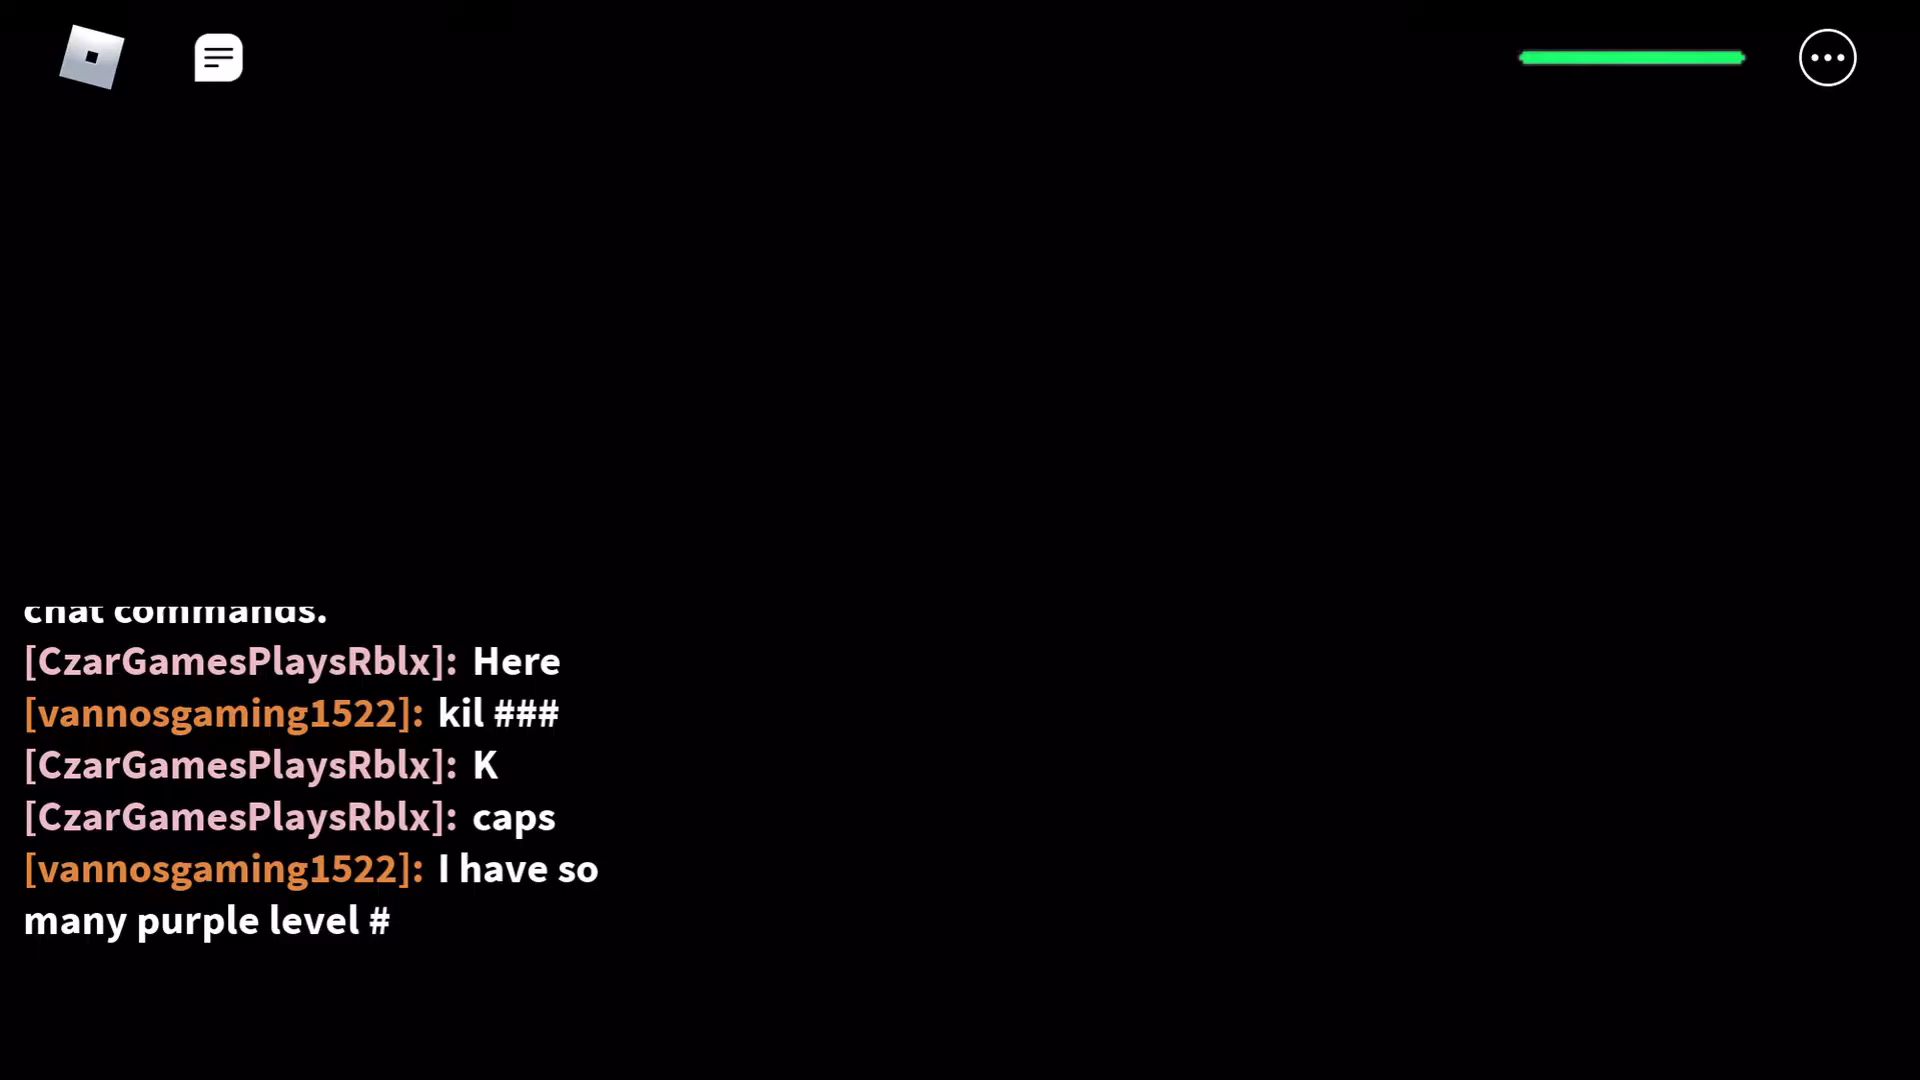 chat commands.
[CzarGamesPlaysRblx]: Here
[vannosgaming1522]: kil ###
[CzarGamesPlaysRblx]: K
[CzarGamesPlaysRblx]: caps
[vannosgaming1522]: I have so
many purple level #